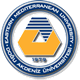 EASTERN MEDITERRANEAN UNIVERSITY
DOĞU AKDENİZ ÜNİVERSİTESİ
1979